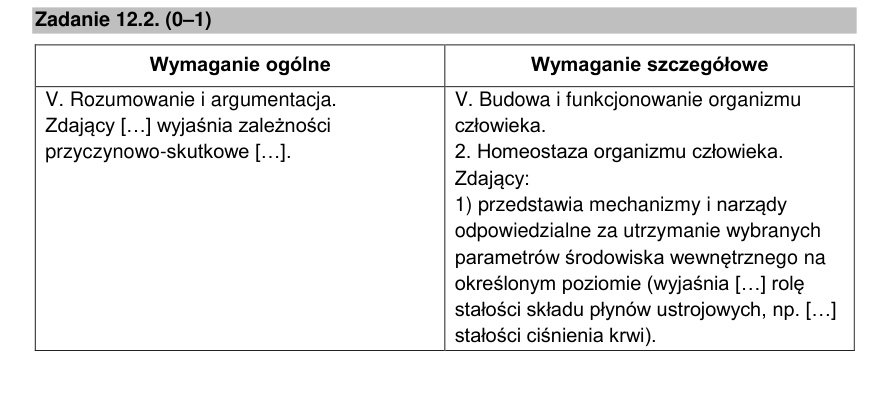 Zadanie 12.2. (0–1)
Wymaganie ogólne
Wymaganie szczegółowe
V. Rozumowanie i argumentacja.
Zdający […] wyjaśnia zależności
przyczynowo-skutkowe […].
V. Budowa i funkcjonowanie organizmu
człowieka.
2. Homeostaza organizmu człowieka.
Zdający:
1) przedstawia mechanizmy i narządy
odpowiedzialne za utrzymanie wybranych
parametrów środowiska wewnętrznego na
określonym poziomie (wyjaśnia […] rolę
stałości składu płynów ustrojowych, np. […]
stałości ciśnienia krwi).